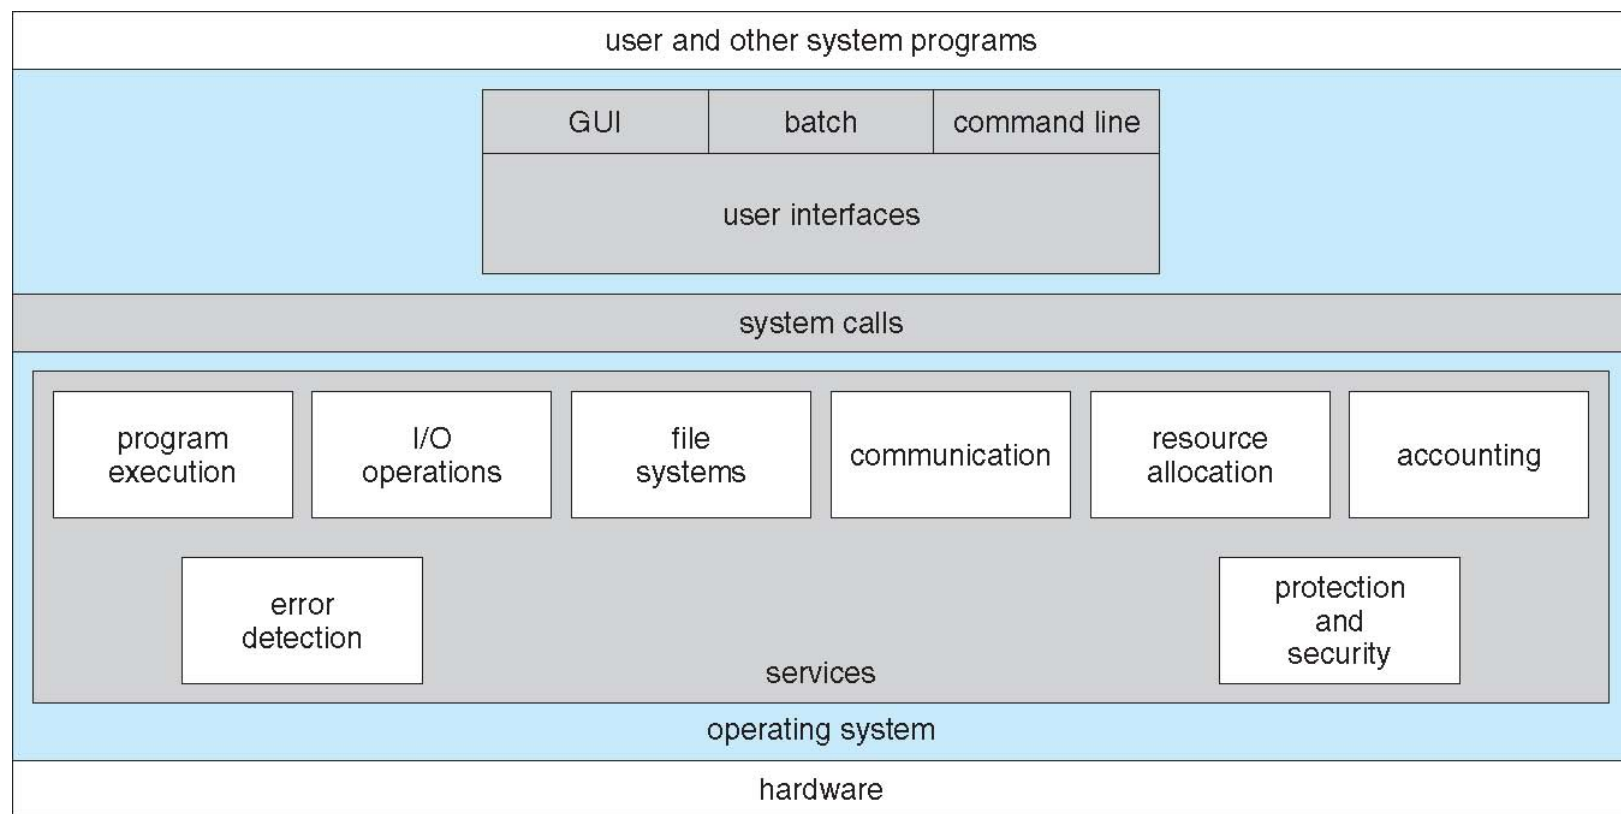 user and other system programs
GUI
batch
command line
user interfaces
system calls
program
execution
I/O
operations
file
systems
communication
resource
allocation
accounting
error
detection
protection
and
security
services
operating system
hardware